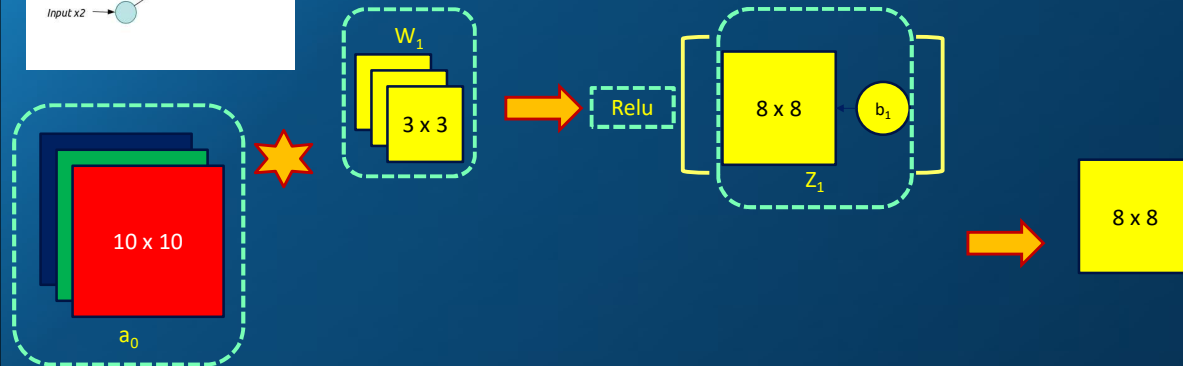 Input x2
W₁
3 x 3
10 x 10
a₀
Relu
8 x 8
b₁
Z₁
8 x 8